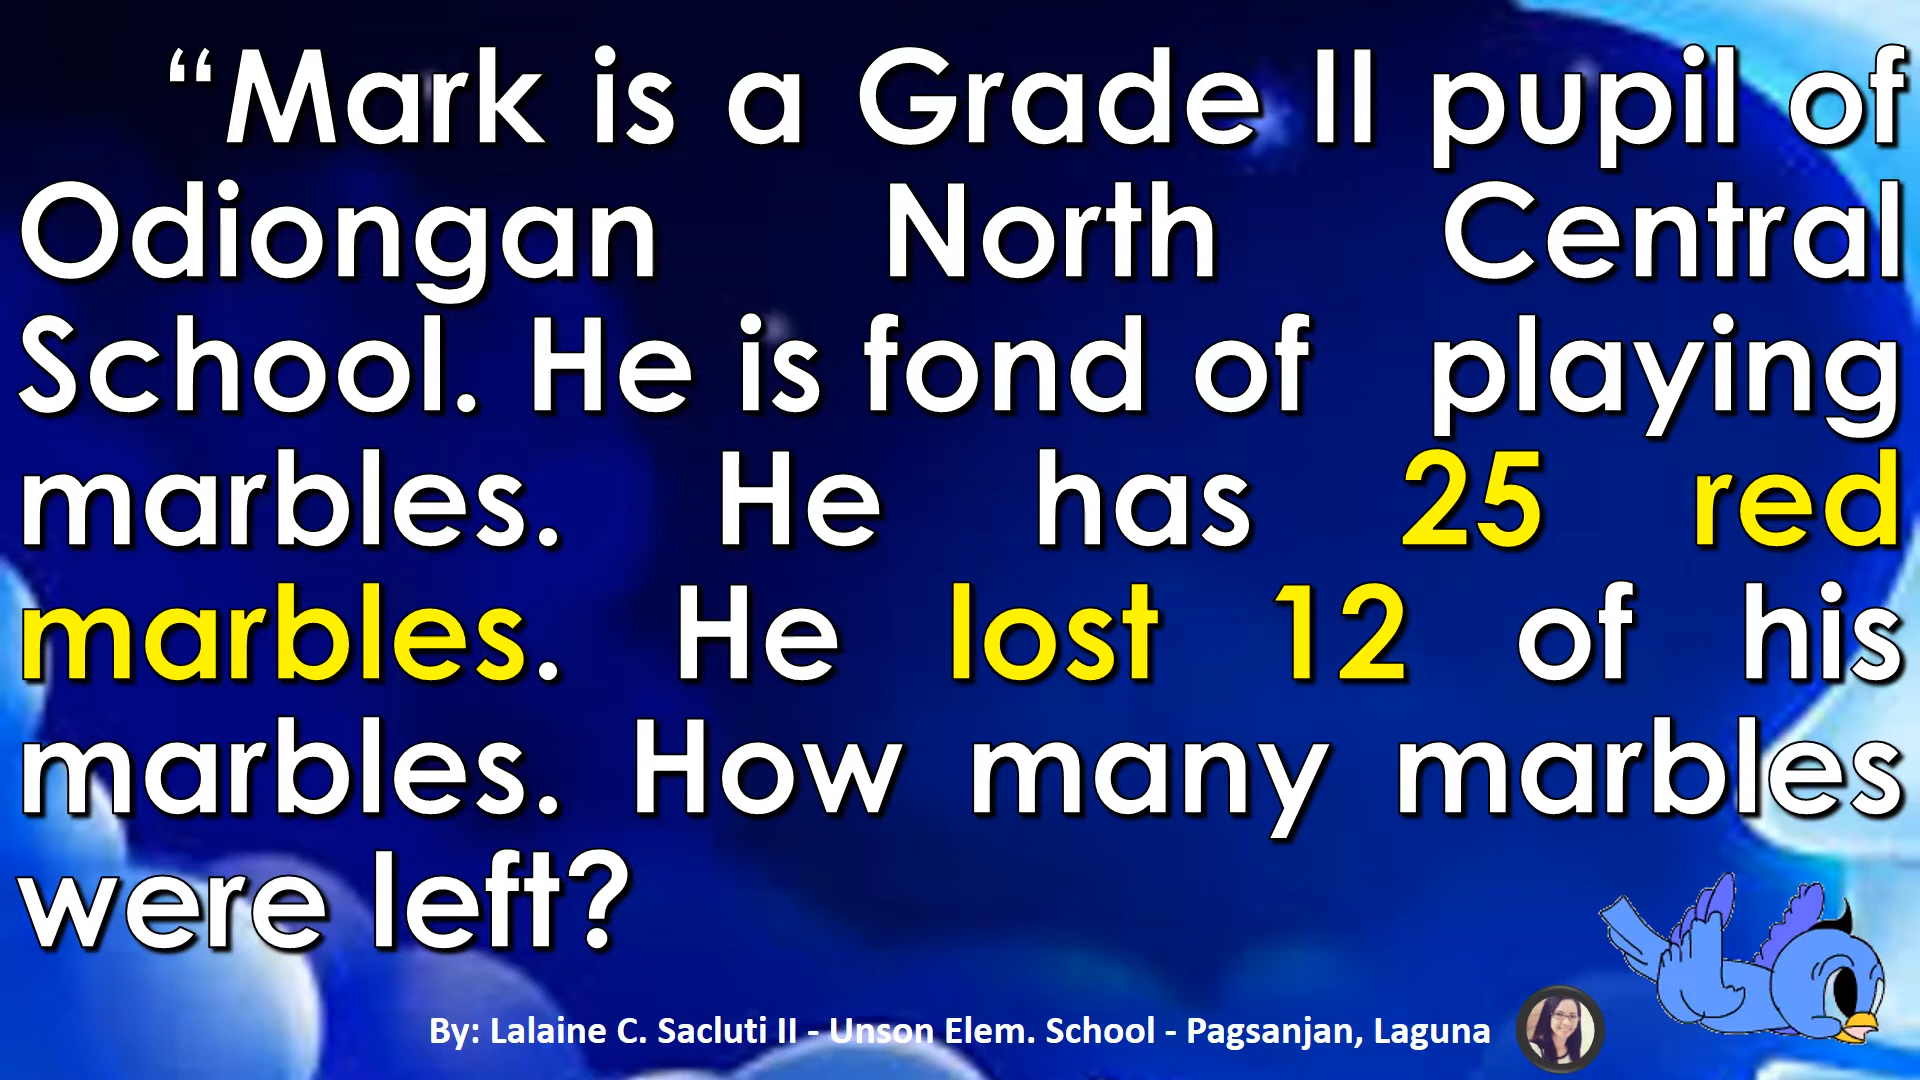 “Mark is a Grade II pupil of
Odiongan North Central
School. He is fond of playing
marbles. He has 25 red
marbles. He lost 12 of his
marbles. How many marbles
were left?
By: Lalaine C. Sacluti II - Unson Elem. School - Pagsanjan, Laguna